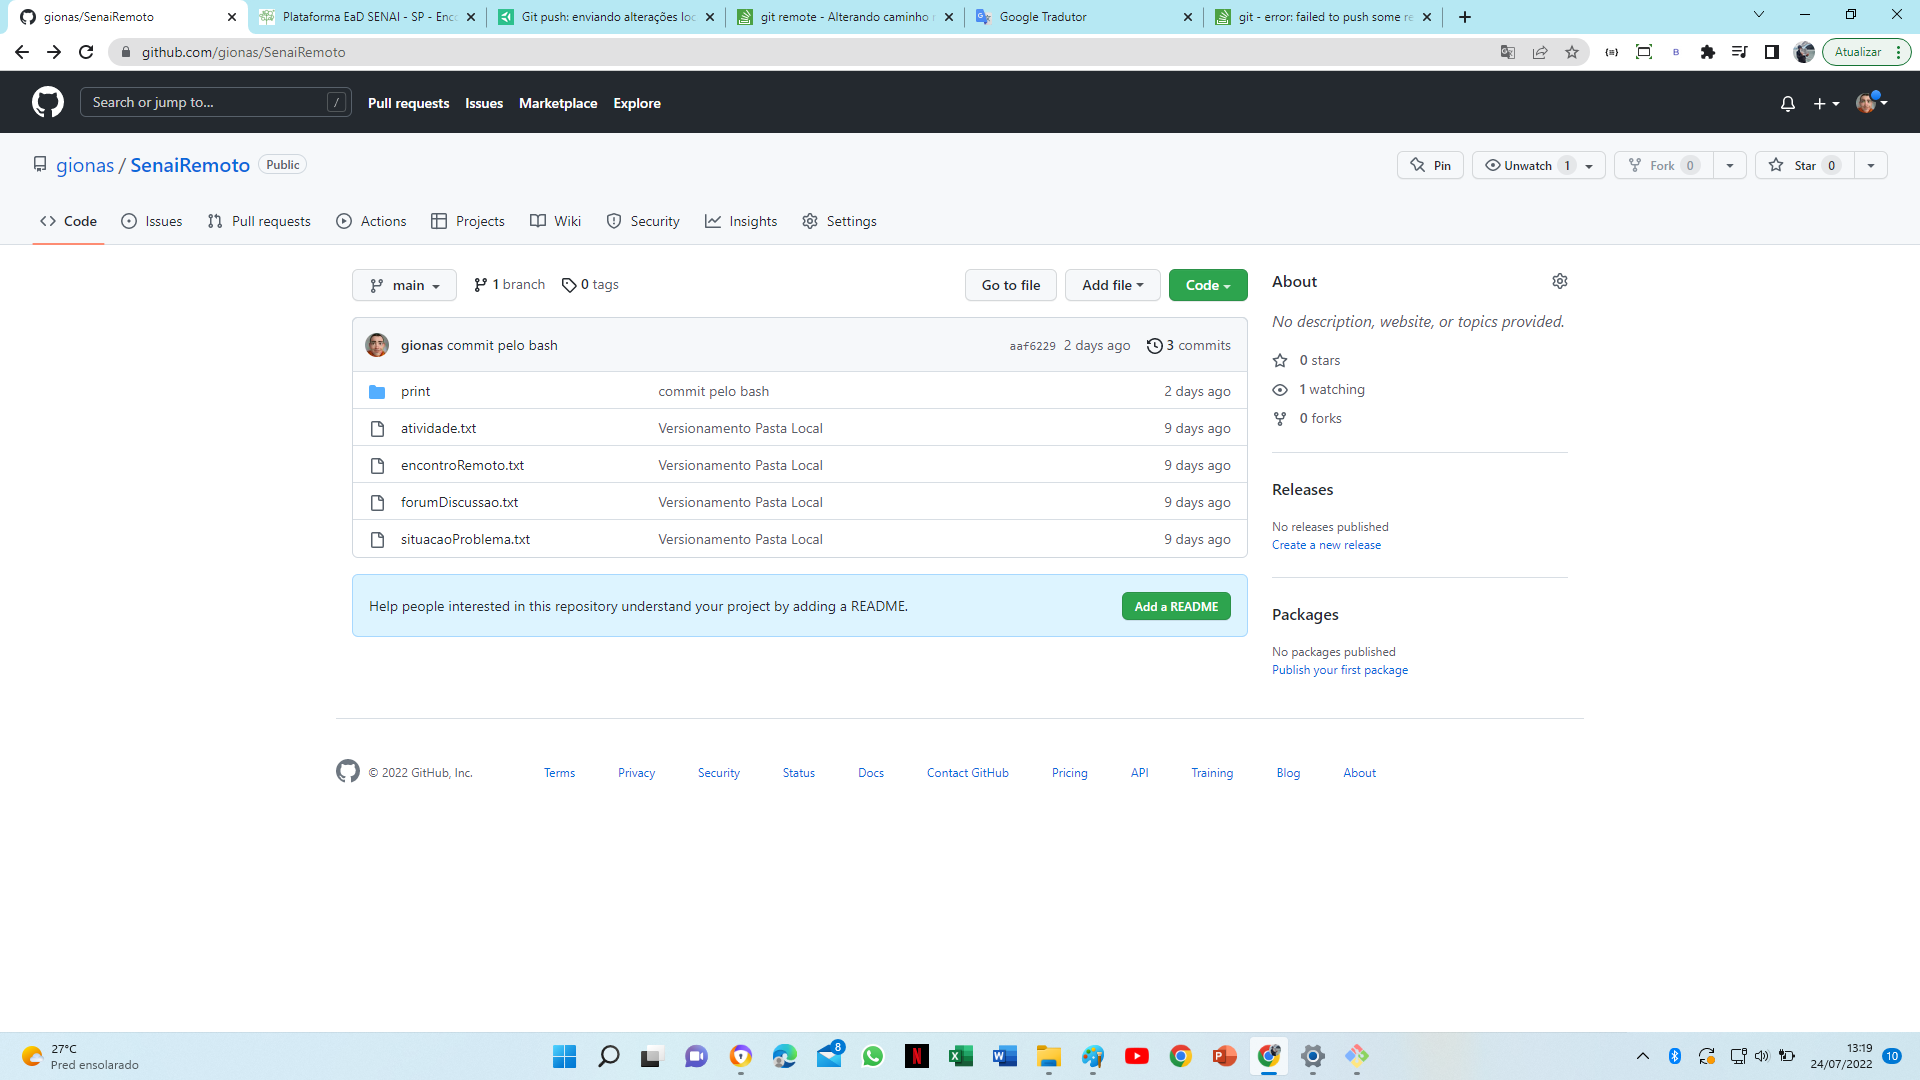 gionas/SenaiRemoto
Plataforma EaD SENAI - SP - Enco
Git push: enviando alterações loc
git remote - Alterando caminho
Google Tradutor
git - error: failed to push some re
github.com/gionas/SenaiRemoto
Atualizar
Search or jump to...
/
Pull requests
Issues
Marketplace
Explore
gionas / SenaiRemoto
Public
Pin
Unwatch 1
Fork 0
Star 0
Code
Issues
Pull requests
Actions
Projects
Wiki
Security
Insights
Settings
main
1 branch
0 tags
Go to file
Add file
Code
gionas commit pelo bash
aaf6229 2 days ago
3 commits
print
commit pelo bash
2 days ago
atividade.txt
Versionamento Pasta Local
9 days ago
encontroRemoto.txt
Versionamento Pasta Local
9 days ago
forumDiscussao.txt
Versionamento Pasta Local
9 days ago
situacaoProblema.txt
Versionamento Pasta Local
9 days ago
Help people interested in this repository understand your project by adding a README.
Add a README
About
No description, website, or topics provided.
0 stars
1 watching
0 forks
Releases
No releases published
Create a new release
Packages
No packages published
Publish your first package
© 2022 GitHub, Inc.
Terms
Privacy
Security
Status
Docs
Contact GitHub
Pricing
API
Training
Blog
About
27°C
Pred ensolarado
8
13:19
24/07/2022
10